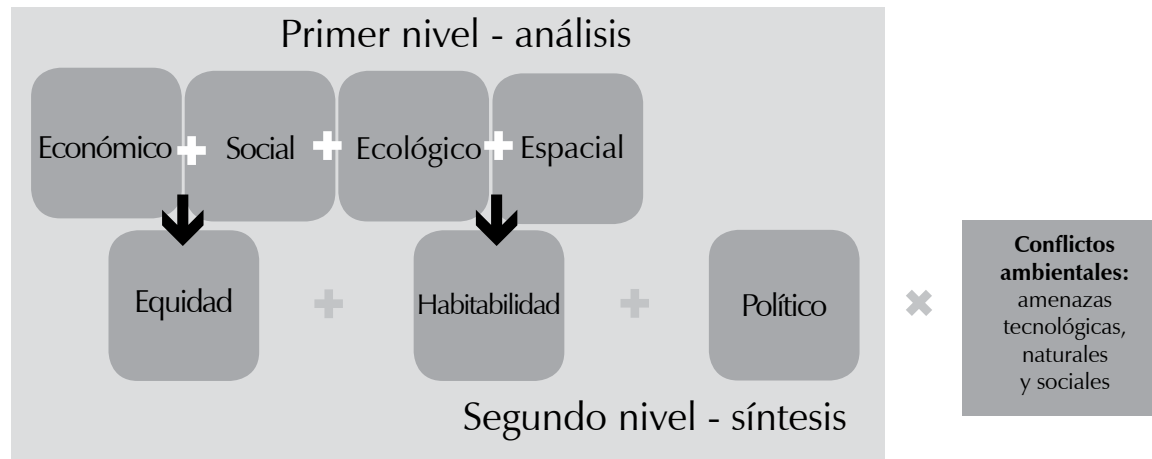 Primer nivel - análisis
Económico + Social + Ecológico + Espacial
Equidad + Habitabilidad + Político ×
Conflictos
ambientales:
amenazas
tecnológicas,
naturales
y sociales
Segundo nivel - síntesis